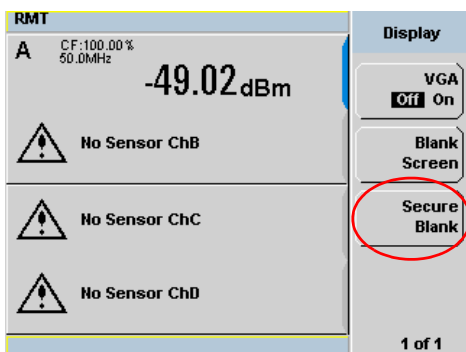 RMT
Display
A
CF:100.00%
50.0MHz
-49.02dBm
VGA
Off On
No Sensor ChB
Blank
Screen
No Sensor ChC
Secure
Blank
No Sensor ChD
1 of 1